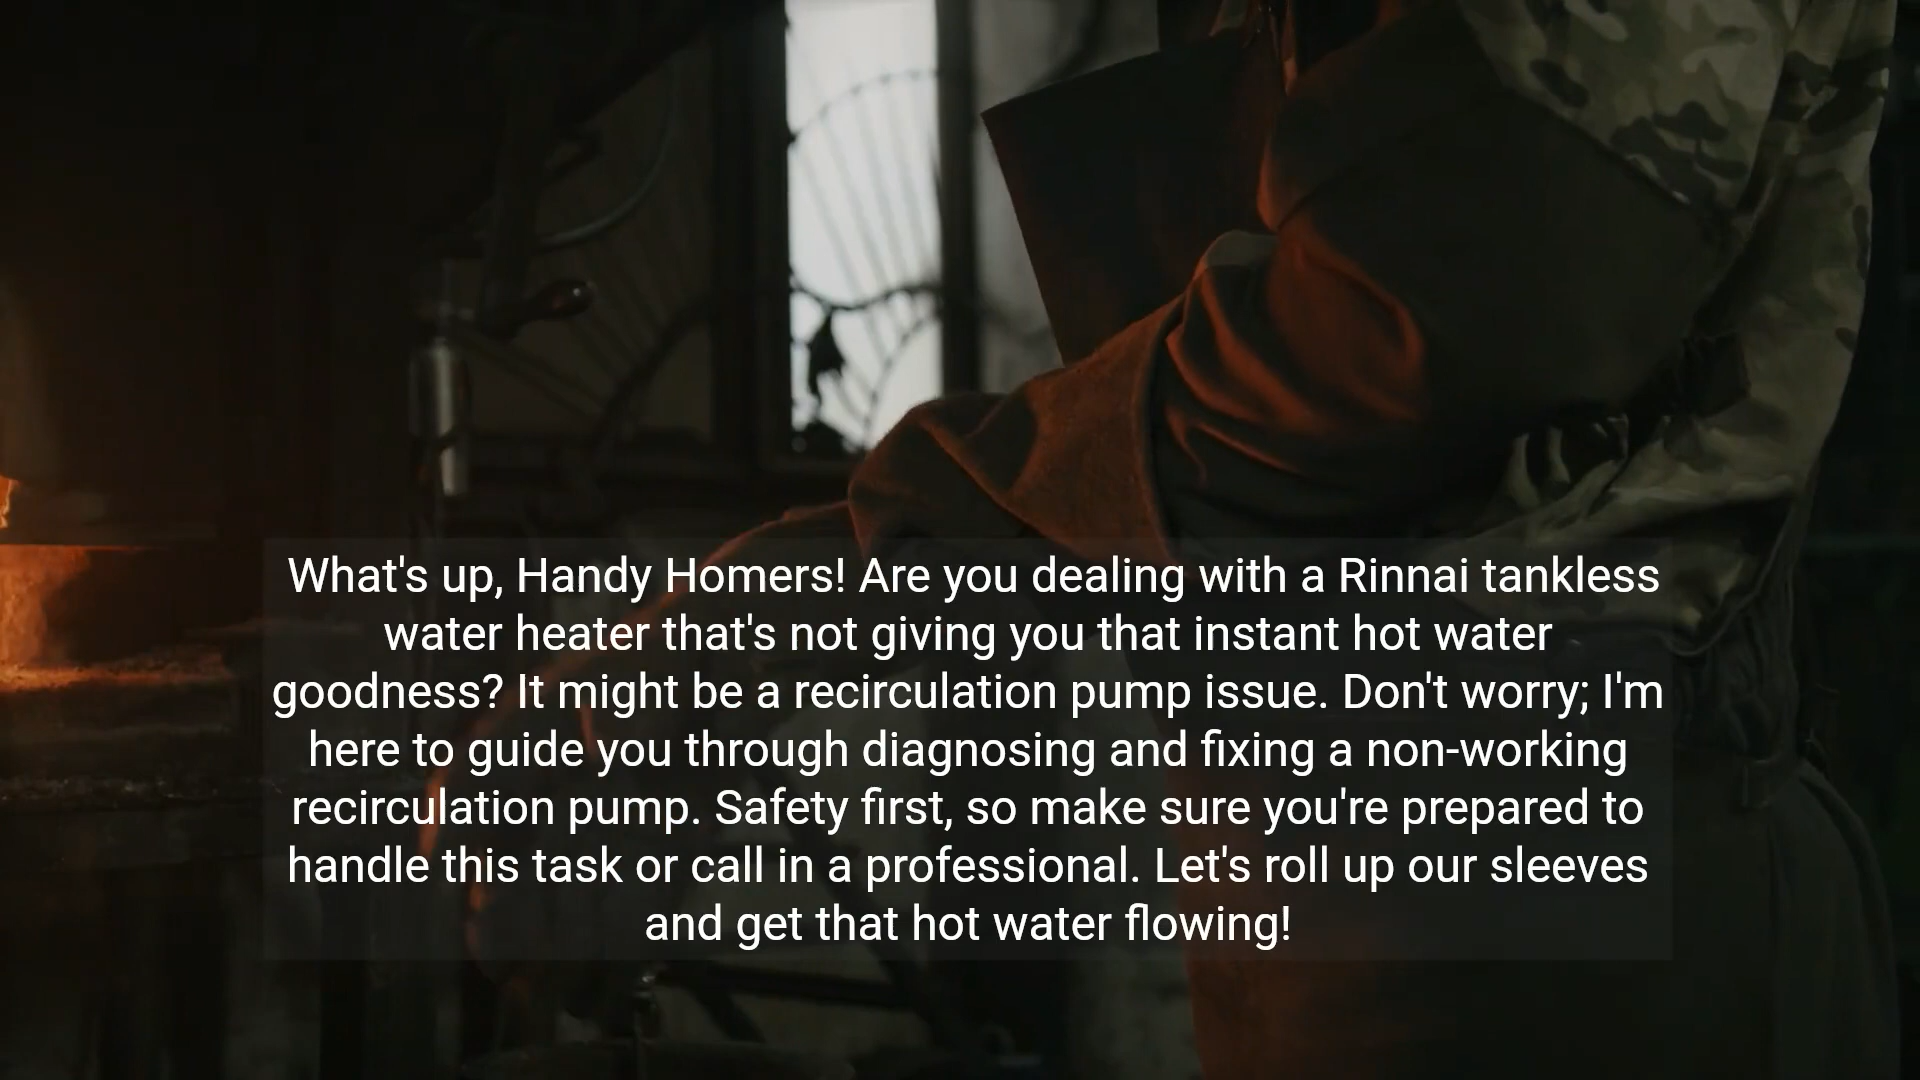 What's up, Handy Homers! Are you dealing with a Rinnai tankless
water heater that's not giving you that instant hot water
goodness? It might be a recirculation pump issue. Don't worry; I'm
here to guide you through diagnosing and fixing a non-working
recirculation pump. Safety first, so make sure you're prepared to
handle this task or call in a professional. Let's roll up our sleeves
and get that hot water flowing!